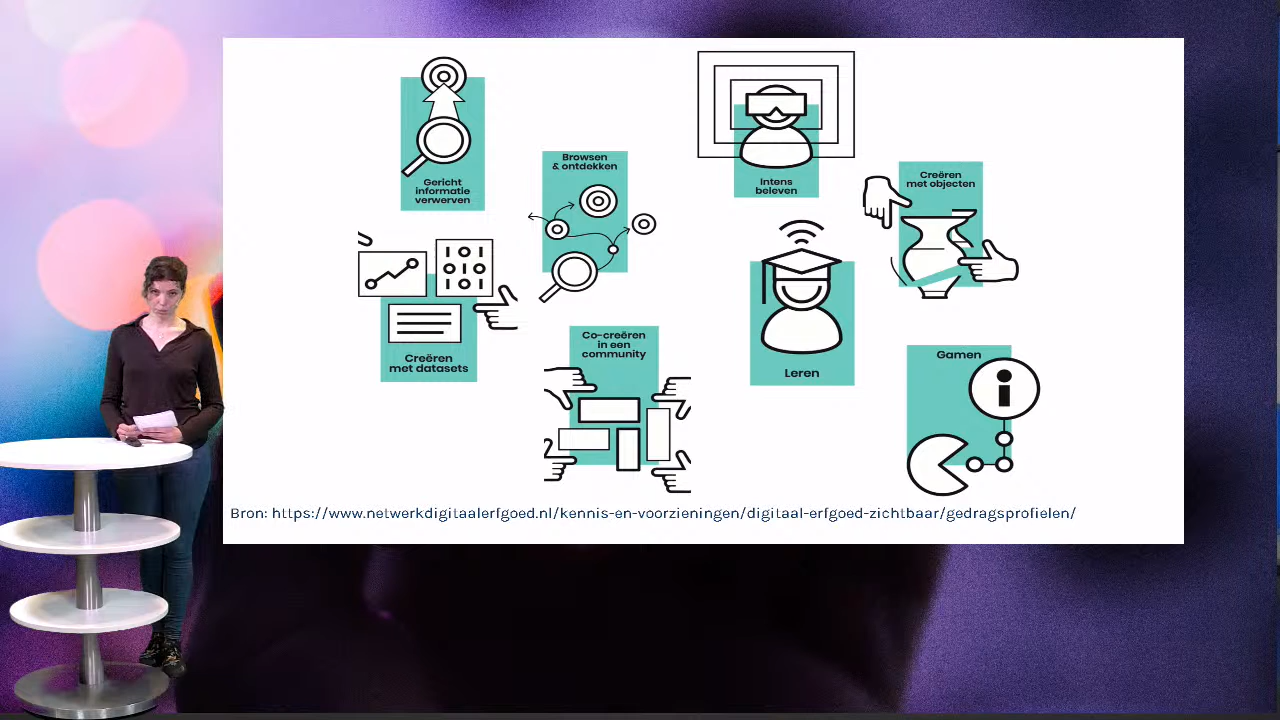 Gericht
informatie
verwerven
Browsen
& ontdekken
Intens
beleven
Creëren
met objecten
Creëren
met datasets
Co-creëren
in een
community
Leren
Gamen
Bron: https://www.netwerkdigitaalerfgoed.nl/kennis-en-voorzieningen/digitaal-erfgoed-zichtbaar/gedragsprofielen/